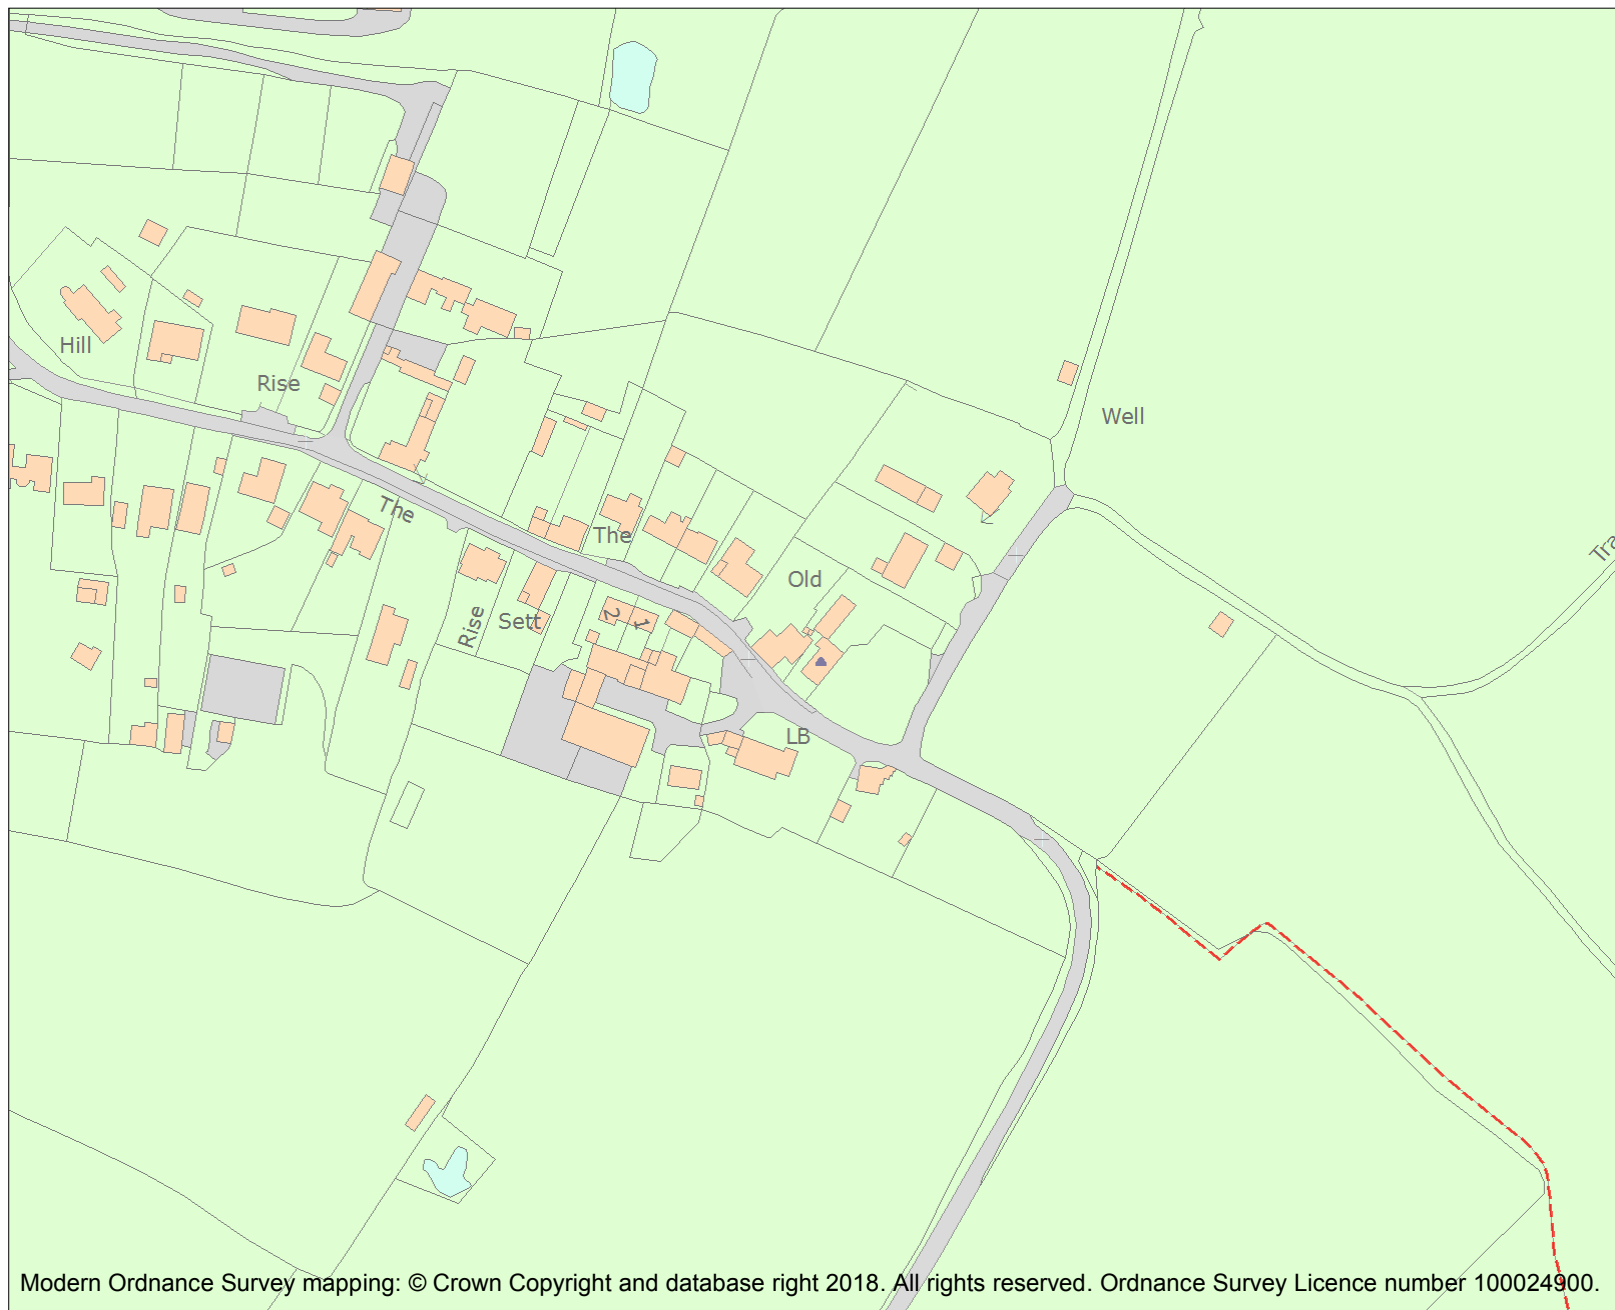 Hill
Rise
Well
The
The
Old
Rise
Sett
2
1
LB
Tra
Modern Ordnance Survey mapping: © Crown Copyright and database right 2018. All rights reserved. Ordnance Survey Licence number 100024900.